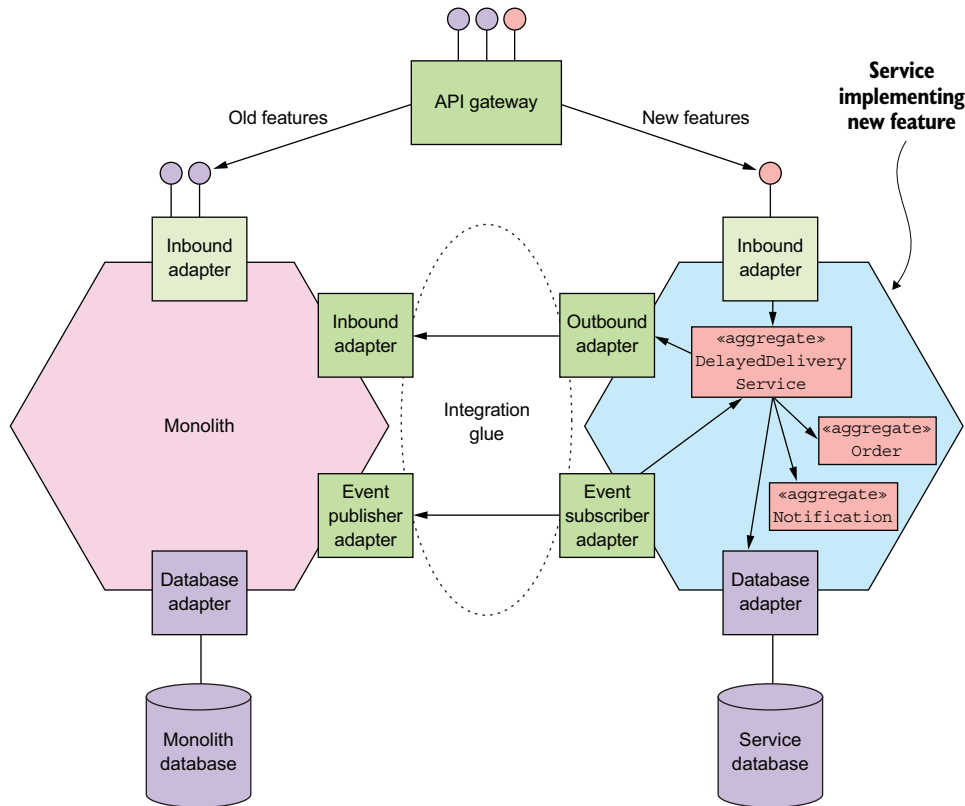 API gateway
Service
implementing
new feature
Old features
New features
Inbound
adapter
Inbound
adapter
Inbound
adapter
Outbound
adapter
«aggregate»
DelayedDelivery
Service
Monolith
Integration
glue
«aggregate»
Order
Event
publisher
adapter
Event
subscriber
adapter
«aggregate»
Notification
Database
adapter
Database
adapter
Monolith
database
Service
database